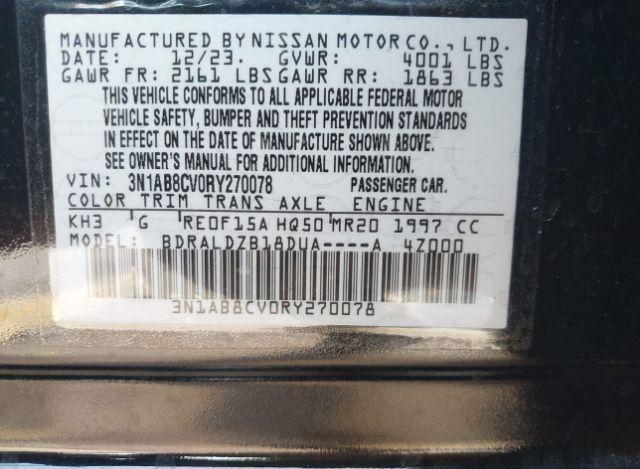 MANUFACTURED BY NISSAN MOTOR CO., LTD.
DATE: 12/23. GVWR: 4001 LBS
GAWR FR: 2161 LBS GAWR RR: 1863 LBS
THIS VEHICLE CONFORMS TO ALL APPLICABLE FEDERAL MOTOR
VEHICLE SAFETY, BUMPER AND THEFT PREVENTION STANDARDS
IN EFFECT ON THE DATE OF MANUFACTURE SHOWN ABOVE.
SEE OWNER'S MANUAL FOR ADDITIONAL INFORMATION.
VIN: 3N1AB8CV0RY270078 PASSENGER CAR.
COLOR TRIM TRANS AXLE ENGINE
KH3 G RE0F15A HQ50 MR20 1997 CC
MODEL: BDRALDZB18DUA----A 4Z000
3N1AB8CV0RY270078